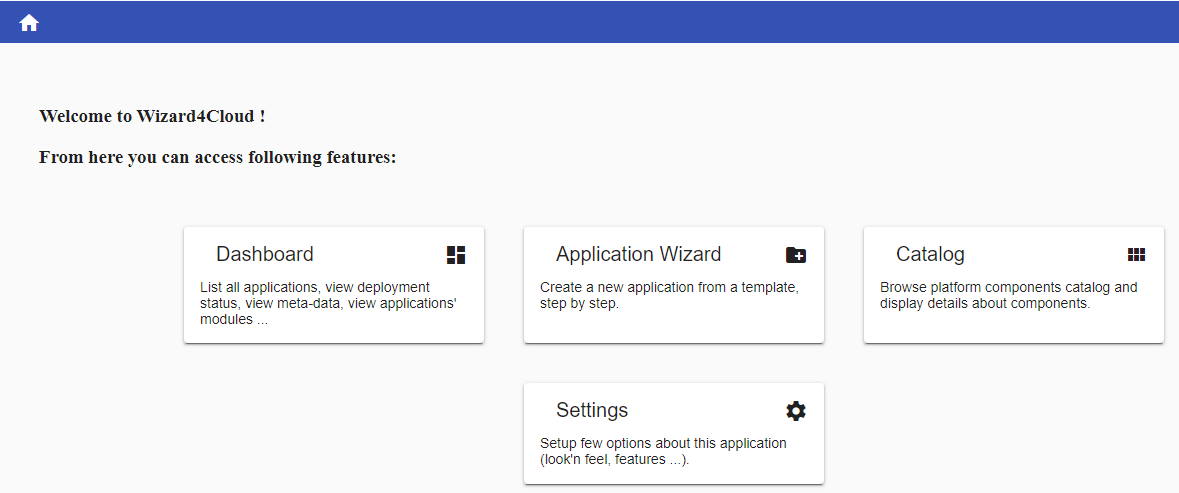 Welcome to Wizard4Cloud !
From here you can access following features:
Dashboard
List all applications, view deployment
status, view meta-data, view applications'
modules ...
Application Wizard
Create a new application from a template,
step by step.
Catalog
Browse platform components catalog and
display details about components.
Settings
Setup few options about this application
(look'n feel, features ...).